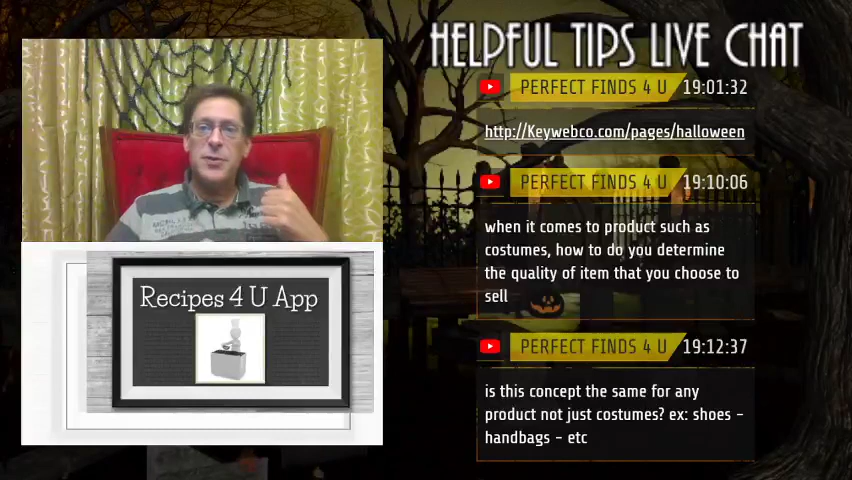 HELPFUL TIPS LIVE CHAT
PERFECT FINDS 4 U 19:01:32
http://Keywebco.com/pages/halloween
PERFECT FINDS 4 U 19:10:06
when it comes to product such as
costumes, how to do you determine
the quality of item that you choose to
sell
PERFECT FINDS 4 U 19:12:37
is this concept the same for any
product not just costumes? ex: shoes -
handbags - etc
Recipes 4 U App